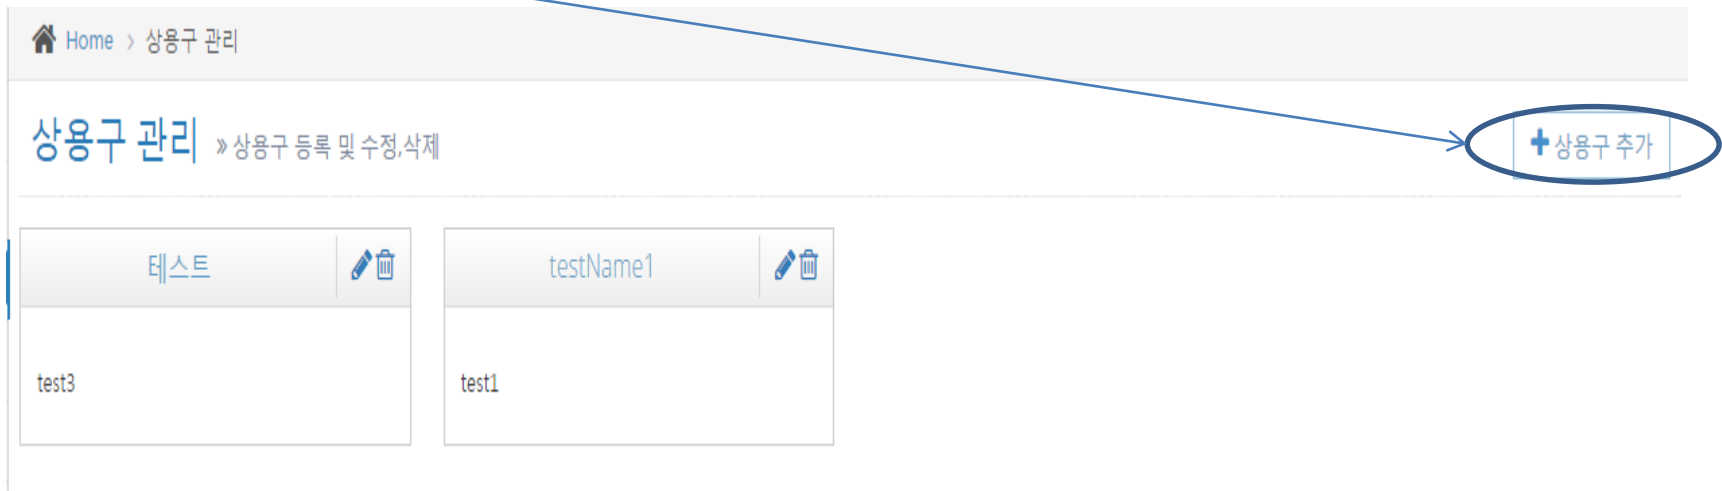 Home > 상용구 관리
상용구 관리 » 상용구 등록 및 수정,삭제
상용구 추가
테스트
testName1
test3
test1